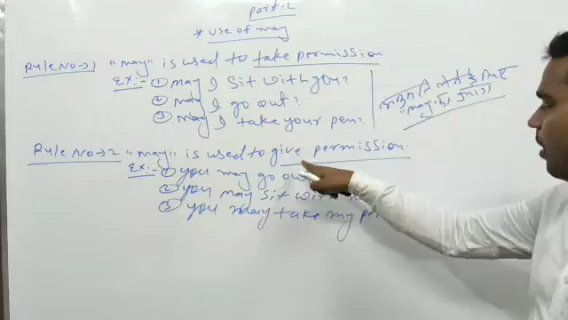 Part-2
* Use of may
Rule No→1 "may" is used to take permission
Ex:- ① may I sit with you?
② may I go out?
③ may I take your pen.
Rule No→2 "may" is used to give permission.
Ex:- ① you may go out
② you may sit with
③ you may take my